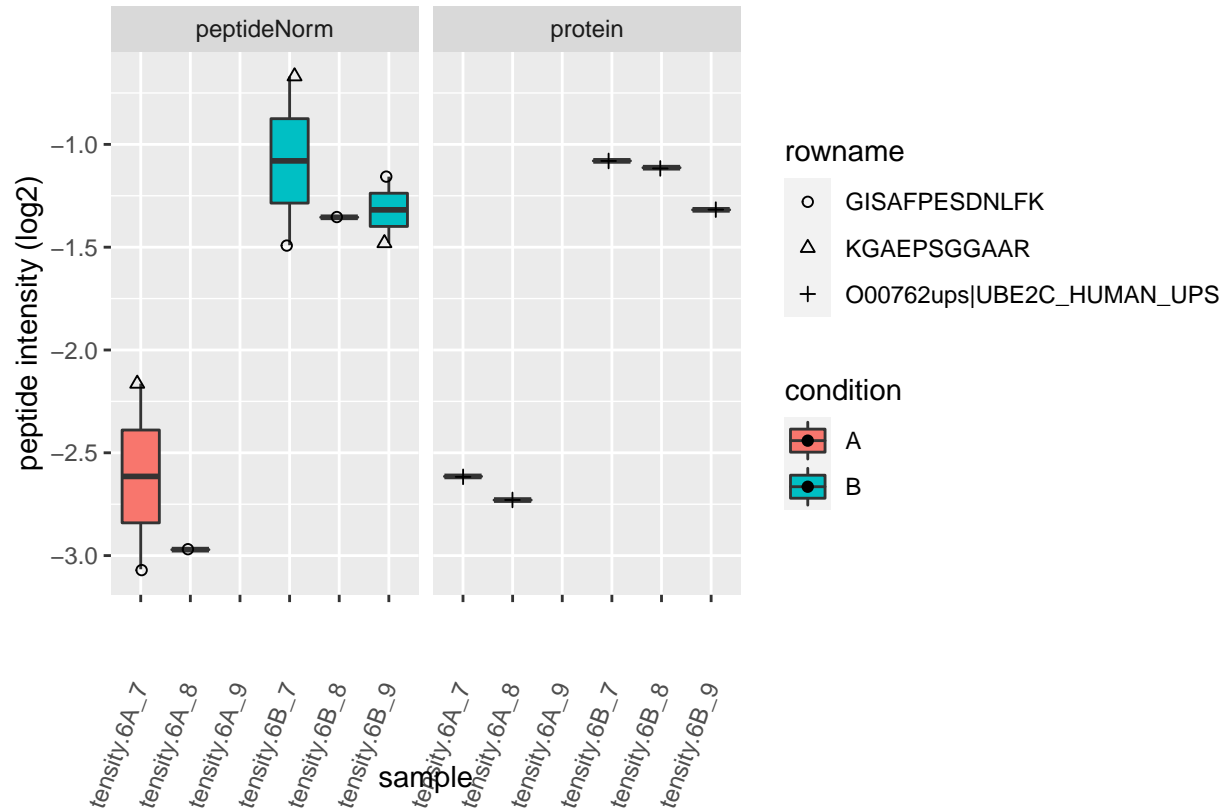 peptideNorm
protein
peptide intensity (log2)
−1.0
−1.5
−2.0
−2.5
−3.0
tensity.6A_7
tensity.6A_8
tensity.6A_9
tensity.6B_7
tensity.6B_8
tensity.6B_9
tensity.6A_7
tensity.6A_8
tensity.6A_9
tensity.6B_7
tensity.6B_8
tensity.6B_9
sample
rowname
GISAFPESDNLFK
KGAEPSGGAAR
O00762ups|UBE2C_HUMAN_UPS
condition
A
B